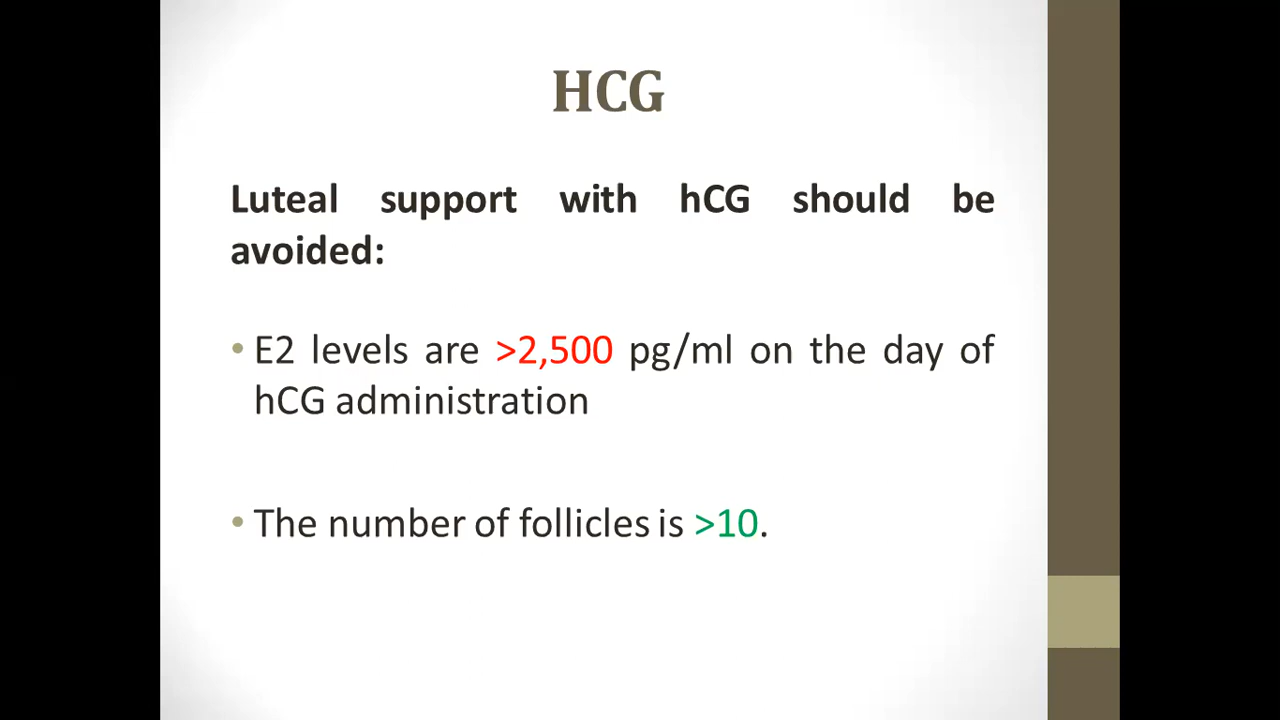 HCG
Luteal support with hCG should be
avoided:
• E2 levels are >2,500 pg/ml on the day of
hCG administration
• The number of follicles is >10.